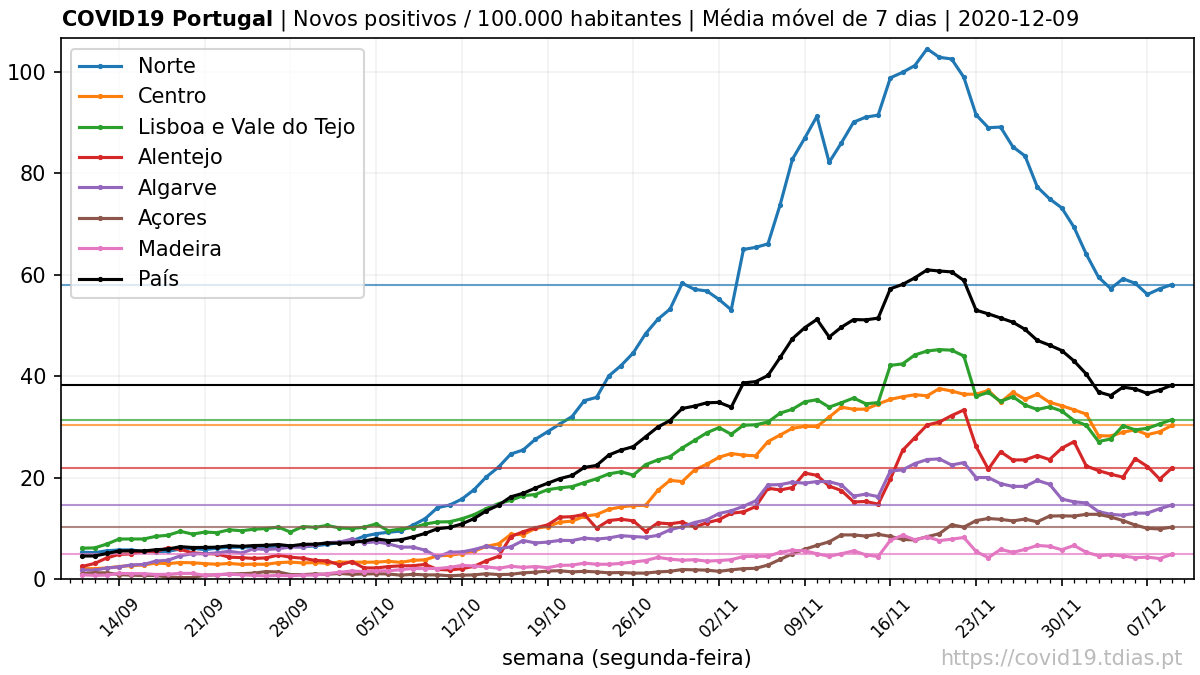 COVID19 Portugal | Novos positivos / 100.000 habitantes | Média móvel de 7 dias | 2020-12-09
100
80
60
40
20
0
Norte
Centro
Lisboa e Vale do Tejo
Alentejo
Algarve
Açores
Madeira
País
14/09 21/09 28/09 05/10 12/10 19/10 26/10 02/11 09/11 16/11 23/11 30/11 07/12
semana (segunda-feira)
https://covid19.tdias.pt